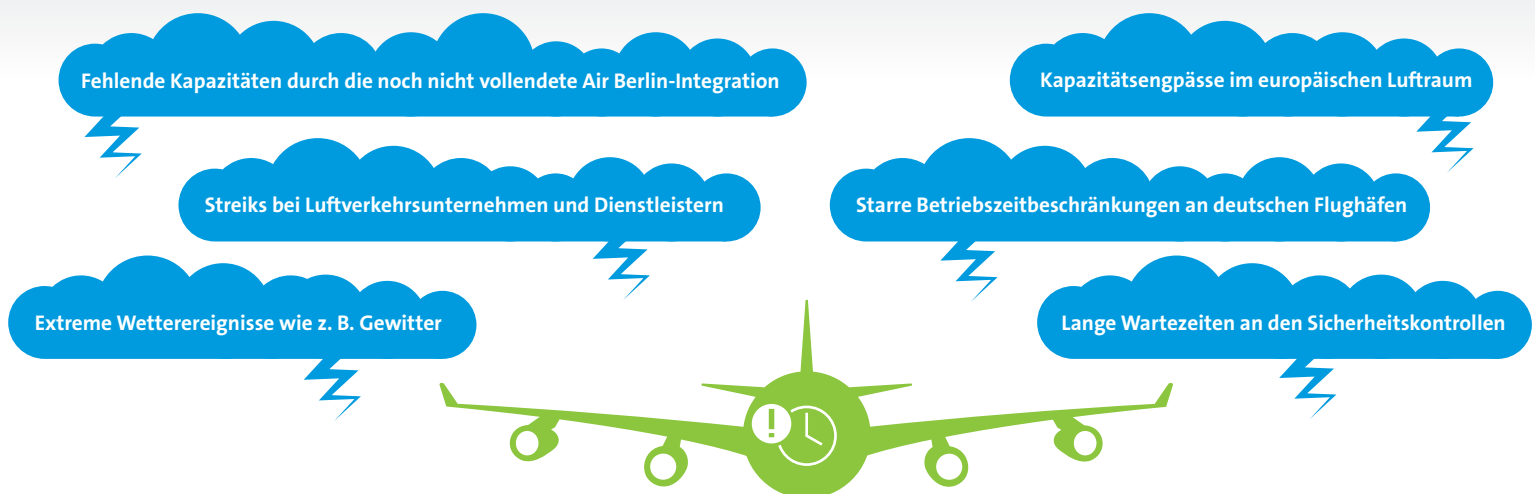 Fehlende Kapazitäten durch die noch nicht vollendete Air Berlin-Integration
Kapazitätsengpässe im europäischen Luftraum
Streiks bei Luftverkehrsunternehmen und Dienstleistern
Starre Betriebszeitbeschränkungen an deutschen Flughäfen
Extreme Wetterereignisse wie z. B. Gewitter
Lange Wartezeiten an den Sicherheitskontrollen
!